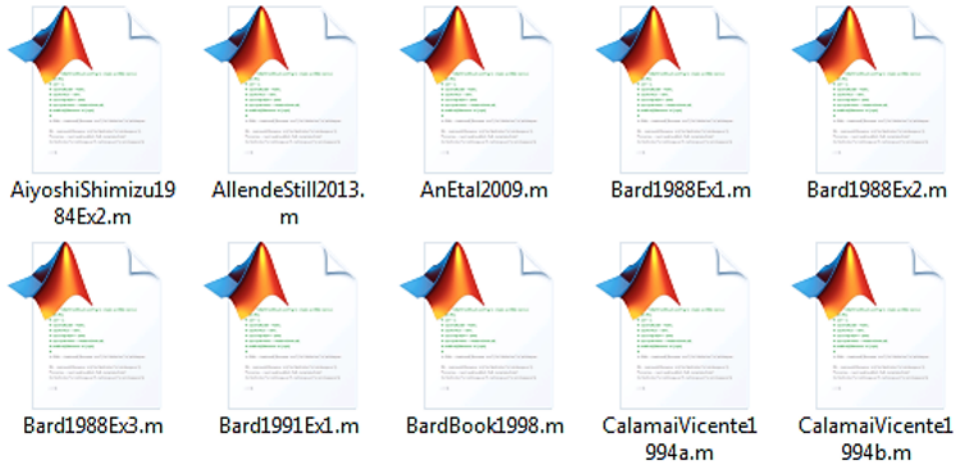 AiyoshiShimizu19
84Ex2.m
AllendeStill2013.
m
AnEtal2009.m
Bard1988Ex1.m
Bard1988Ex2.m
Bard1988Ex3.m
Bard1991Ex1.m
BardBook1998.m
CalamaiVicente1
994a.m
CalamaiVicente1
994b.m